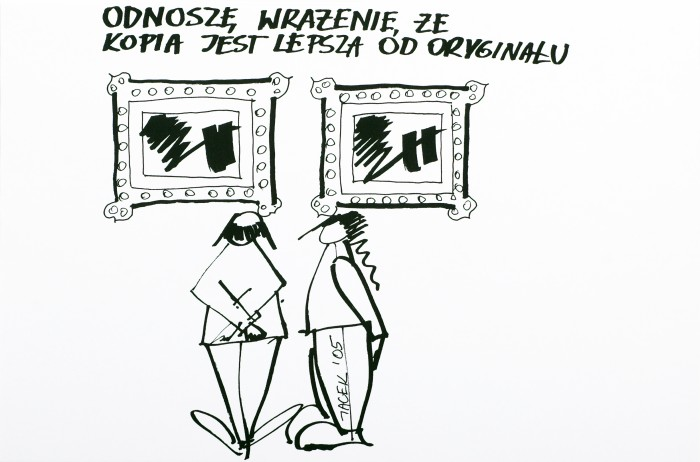 ODNOSZĘ WRAŻENIE, ŻE
KOPIA JEST LEPSZA OD ORYGINAŁU
JACEK '05